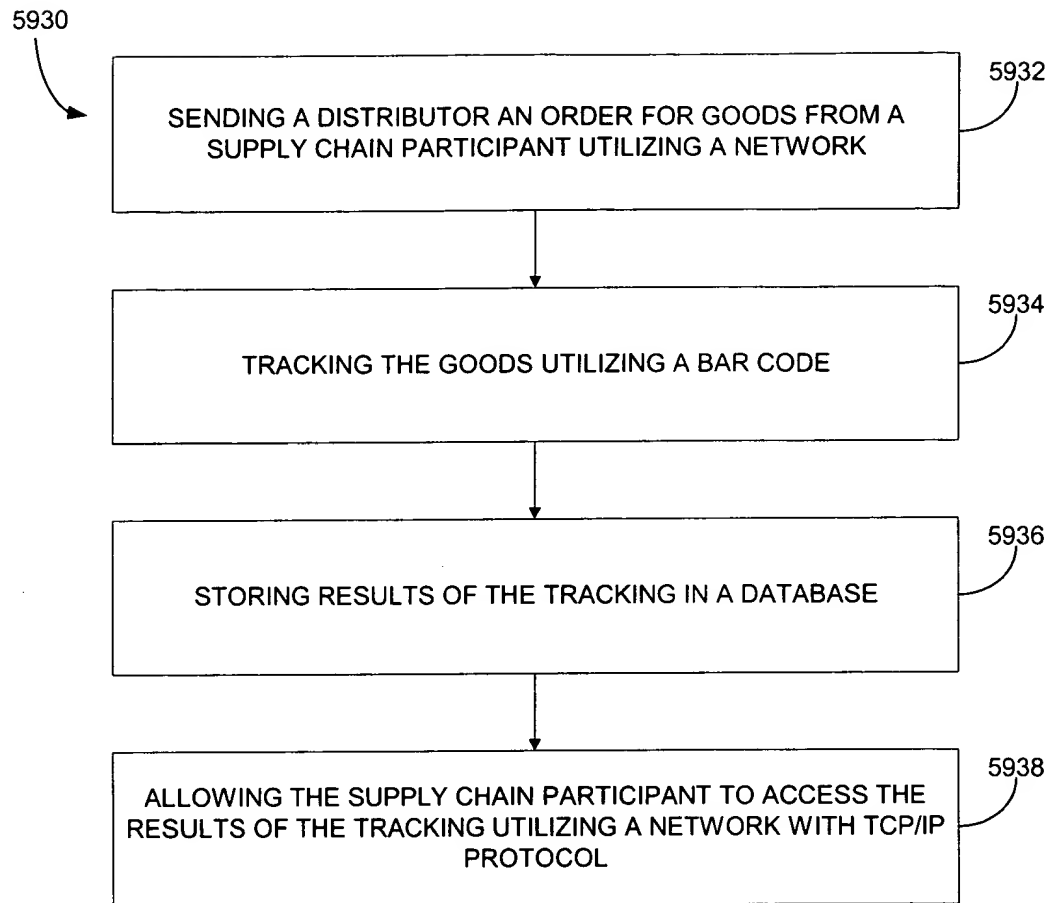 5930
5932
SENDING A DISTRIBUTOR AN ORDER FOR GOODS FROM A
SUPPLY CHAIN PARTICIPANT UTILIZING A NETWORK
5934
TRACKING THE GOODS UTILIZING A BAR CODE
5936
STORING RESULTS OF THE TRACKING IN A DATABASE
5938
ALLOWING THE SUPPLY CHAIN PARTICIPANT TO ACCESS THE
RESULTS OF THE TRACKING UTILIZING A NETWORK WITH TCP/IP
PROTOCOL